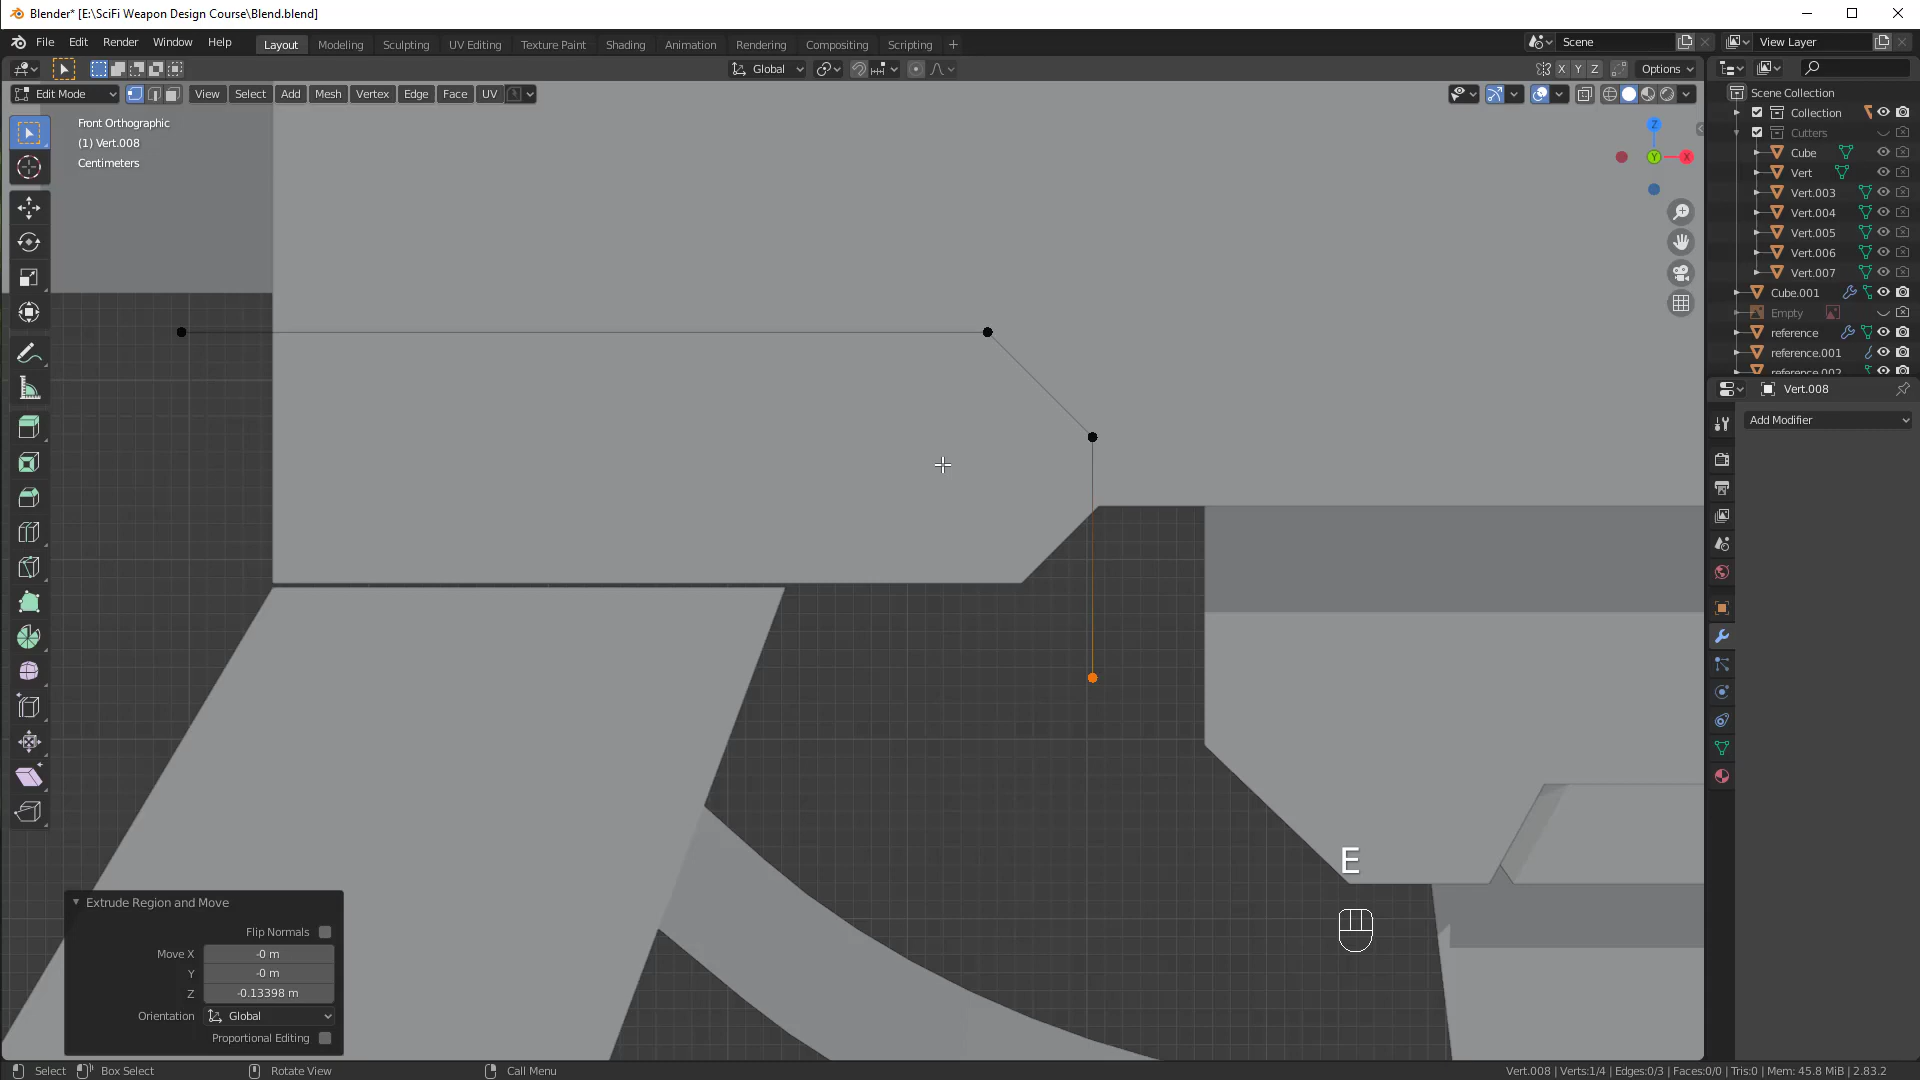 Blender* [E:\SciFi Weapon Design Course\Blend.blend]
File Edit Render Window Help Layout Modeling Sculpting UV Editing Texture Paint Shading Animation Rendering Compositing Scripting + Scene View Layer
Global X Y Z Options
Edit Mode View Select Add Mesh Vertex Edge Face UV
Front Orthographic
(1) Vert.008
Centimeters
Z
Y
X
Scene Collection
Collection
Cutters
Cube
Vert
Vert.003
Vert.004
Vert.005
Vert.006
Vert.007
Cube.001
Empty
reference
reference.001
reference.002
Vert.008
Add Modifier
E
Extrude Region and Move
Flip Normals
Move X -0 m
Y -0 m
Z -0.13398 m
Orientation Global
Proportional Editing
Select Box Select Rotate View Call Menu Vert.008 | Verts:1/4 | Edges:0/3 | Faces:0/0 | Tris:0 | Mem: 45.8 MiB | 2.83.2